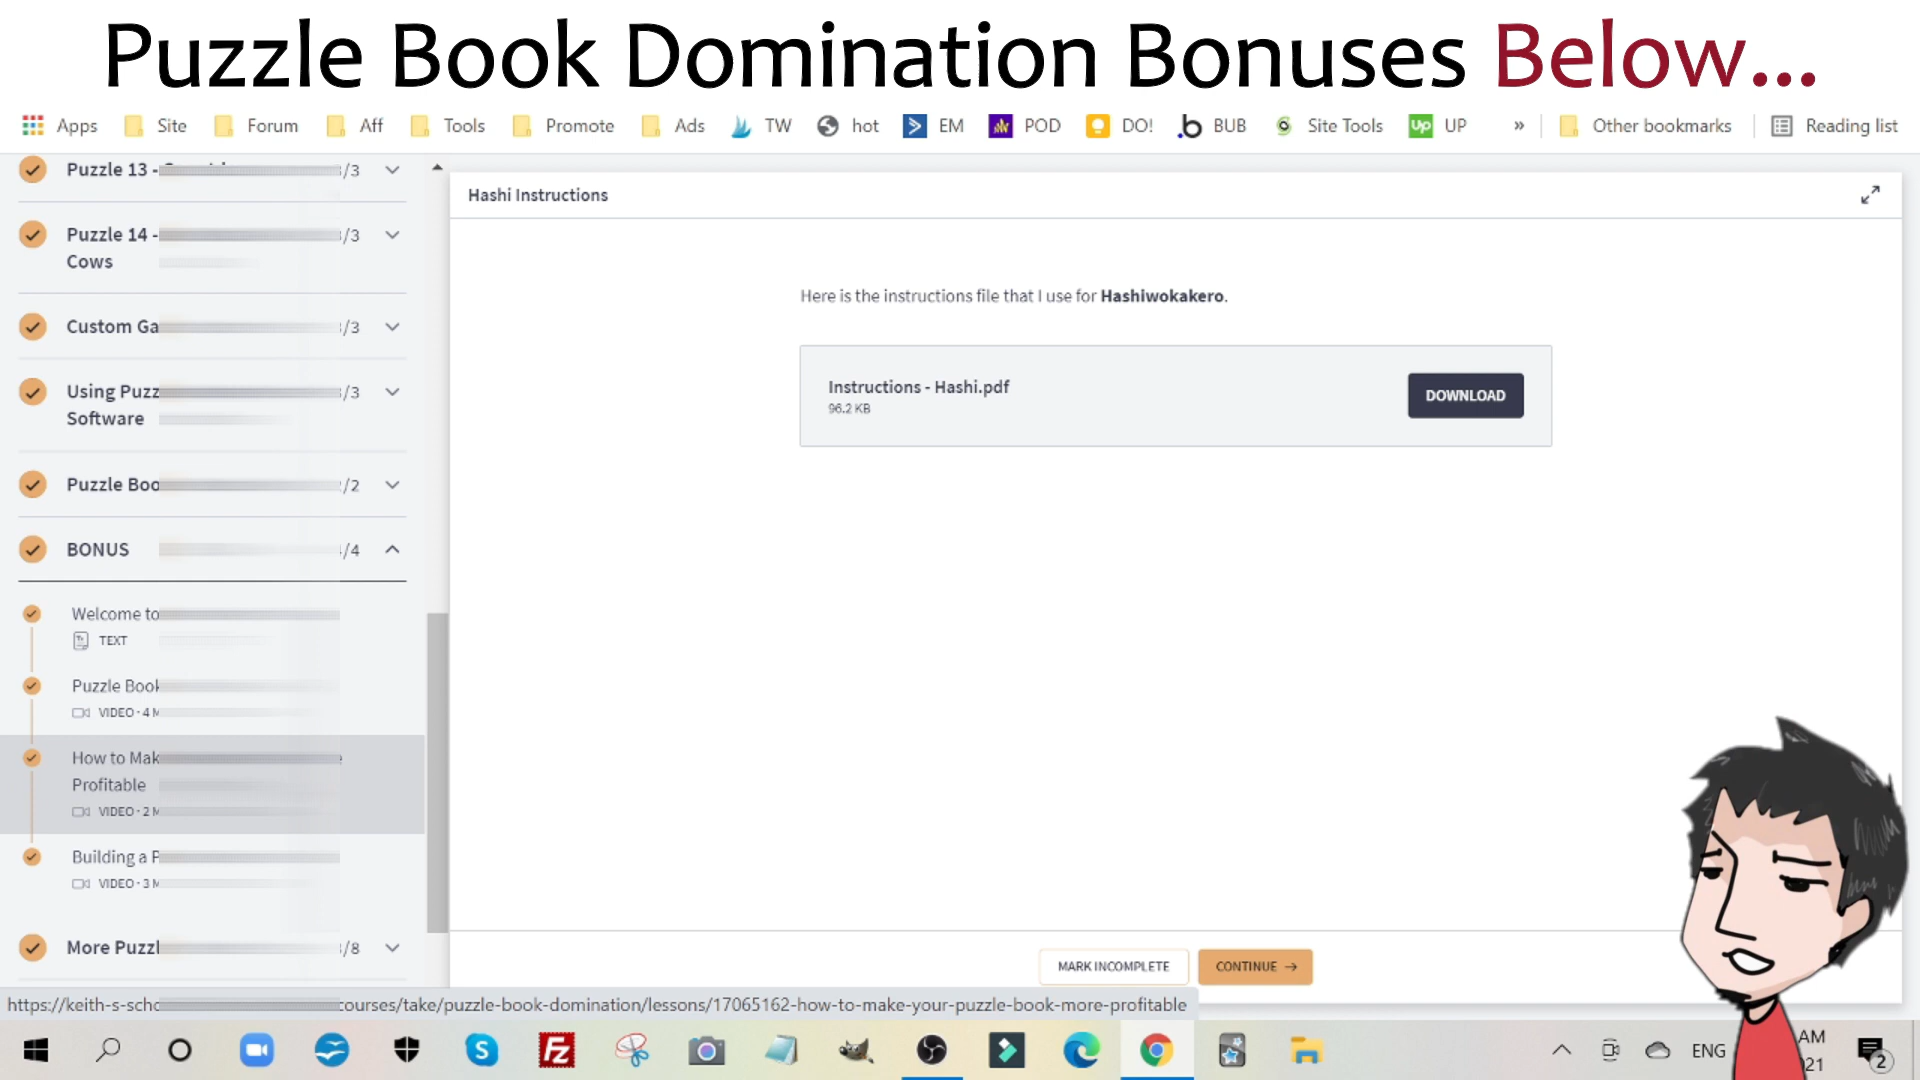 Puzzle Book Domination Bonuses Below...
Apps Site Forum Aff Tools Promote Ads TW hot EM POD DO! BUB Site Tools UP » Other bookmarks Reading list
Puzzle 13 - /3
Puzzle 14 - /3
Cows
Custom Ga /3
Using Puzz /3
Software
Puzzle Boo /2
BONUS /4
Welcome to
TEXT
Puzzle Book
VIDEO · 4 M
How to Mak
Profitable
VIDEO · 2 M
Building a P
VIDEO · 3 M
More Puzzl /8
Hashi Instructions
Here is the instructions file that I use for Hashiwokakero.
Instructions - Hashi.pdf
96.2 KB
DOWNLOAD
MARK INCOMPLETE
CONTINUE →
https://keith-s-scho courses/take/puzzle-book-domination/lessons/17065162-how-to-make-your-puzzle-book-more-profitable
ENG
AM
21
2